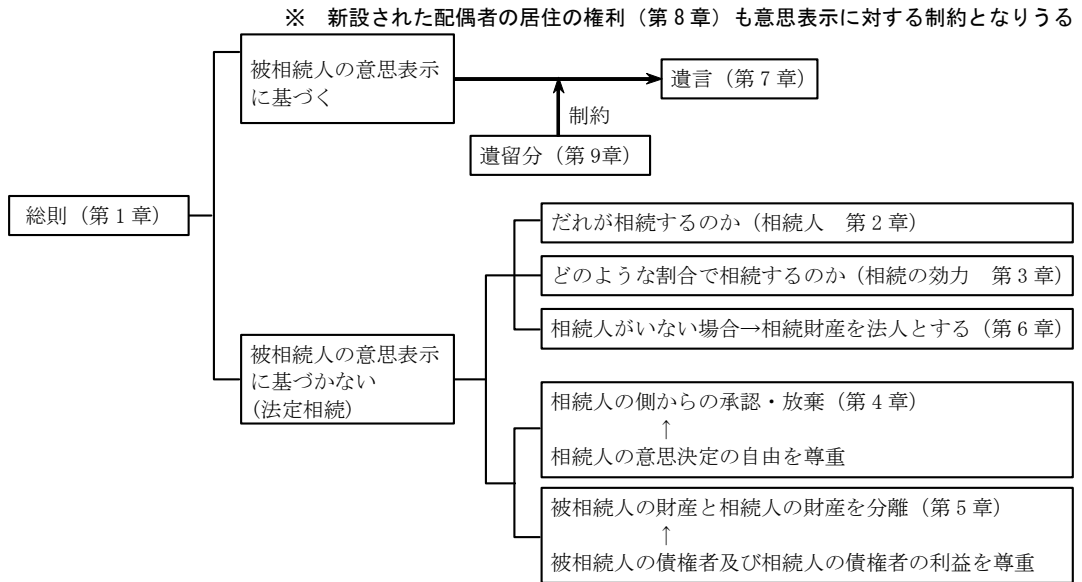 ※　新設された配偶者の居住の権利（第８章）も意思表示に対する制約となりうる
被相続人の意思表示
に基づく
遺言（第７章）
制約
遺留分（第９章）
総則（第１章）
だれが相続するのか（相続人　第２章）
どのような割合で相続するのか（相続の効力　第３章）
相続人がいない場合→相続財産を法人とする（第６章）
被相続人の意思表示
に基づかない
(法定相続)
相続人の側からの承認・放棄（第４章）
↑
相続人の意思決定の自由を尊重
被相続人の財産と相続人の財産を分離（第５章）
↑
被相続人の債権者及び相続人の債権者の利益を尊重